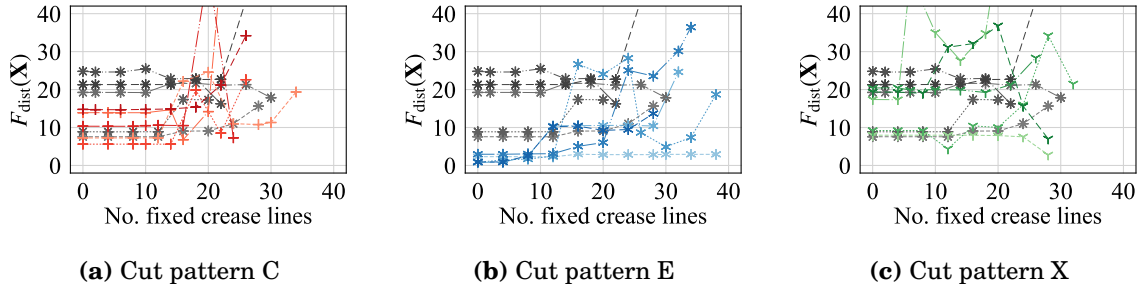 40
30
20
10
0
F_dist(X)
0 10 20 30 40
No. fixed crease lines
(a) Cut pattern C
40
30
20
10
0
F_dist(X)
0 10 20 30 40
No. fixed crease lines
(b) Cut pattern E
40
30
20
10
0
F_dist(X)
0 10 20 30 40
No. fixed crease lines
(c) Cut pattern X